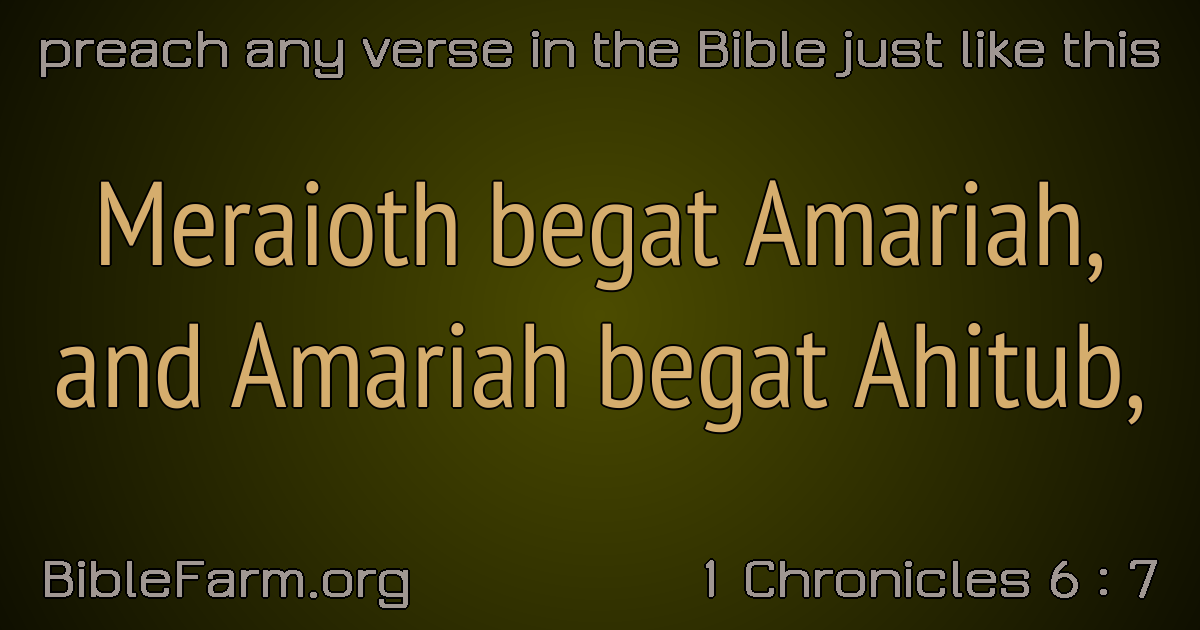 preach any verse in the Bible just like this
Meraioth begat Amariah,
and Amariah begat Ahitub,
BibleFarm.org
1 Chronicles 6 : 7